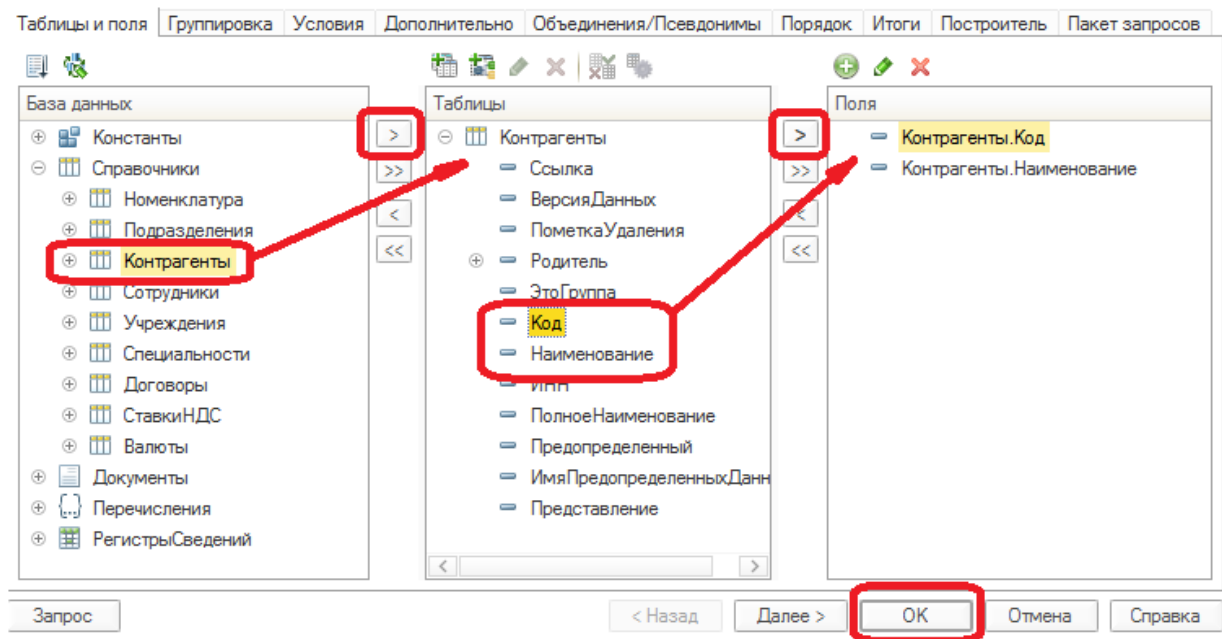 Таблицы и поля Группировка Условия Дополнительно Объединения/Псевдонимы Порядок Итоги Построитель Пакет запросов
База данных
Константы
Справочники
Номенклатура
Подразделения
Контрагенты
Сотрудники
Учреждения
Специальности
Договоры
СтавкиНДС
Валюты
Документы
Перечисления
РегистрыСведений
>
>>
<
<<
Таблицы
Контрагенты
Ссылка
ВерсияДанных
ПометкаУдаления
Родитель
ЭтоГруппа
Код
Наименование
ИНН
ПолноеНаименование
Предопределенный
ИмяПредопределенныхДанн
Представление
>
>>
<
<<
Поля
Контрагенты.Код
Контрагенты.Наименование
Запрос < Назад Далее > ОК Отмена Справка